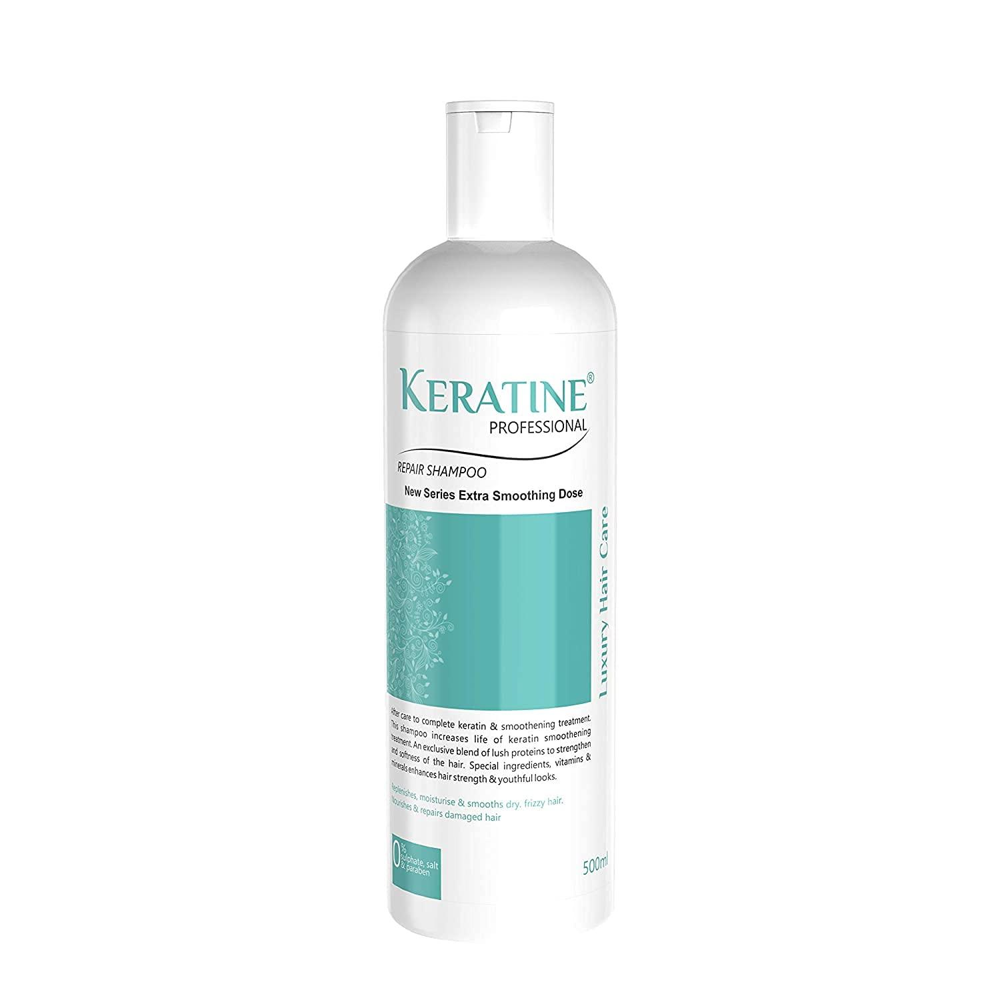 KERATINE®
PROFESSIONAL
REPAIR SHAMPOO
New Series Extra Smoothing Dose
Luxury Hair Care
After care to complete keratin & smoothening treatment.
This shampoo increases life of keratin smoothening
treatment. An exclusive blend of lush proteins to strengthen
and softness of the hair. Special ingredients, vitamins &
minerals enhances hair strength & youthful looks.
Replenishes, moisturise & smooths dry, frizzy hair.
Nourishes & repairs damaged hair
0%
sulphate, salt
& paraben
500ml